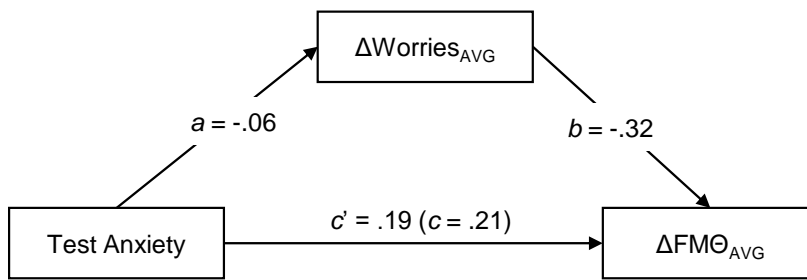 ΔWorries_AVG
a = -.06
b = -.32
c' = .19 (c = .21)
Test Anxiety
ΔFMΘ_AVG